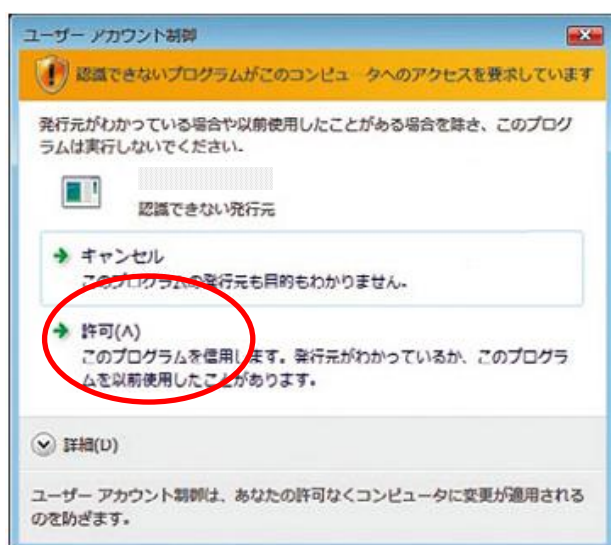 ユーザー アカウント制御
認識できないプログラムがこのコンピュータへのアクセスを要求しています
発行元がわかっている場合や以前使用したことがある場合を除き、このプログ
ラムは実行しないでください。
認識できない発行元
キャンセル
このプログラムの発行元も目的もわかりません。
許可(A)
このプログラムを信用します。発行元がわかっているか、このプログラ
ムを以前使用したことがあります。
詳細(D)
ユーザー アカウント制御は、あなたの許可なくコンピュータに変更が適用される
のを防ぎます。